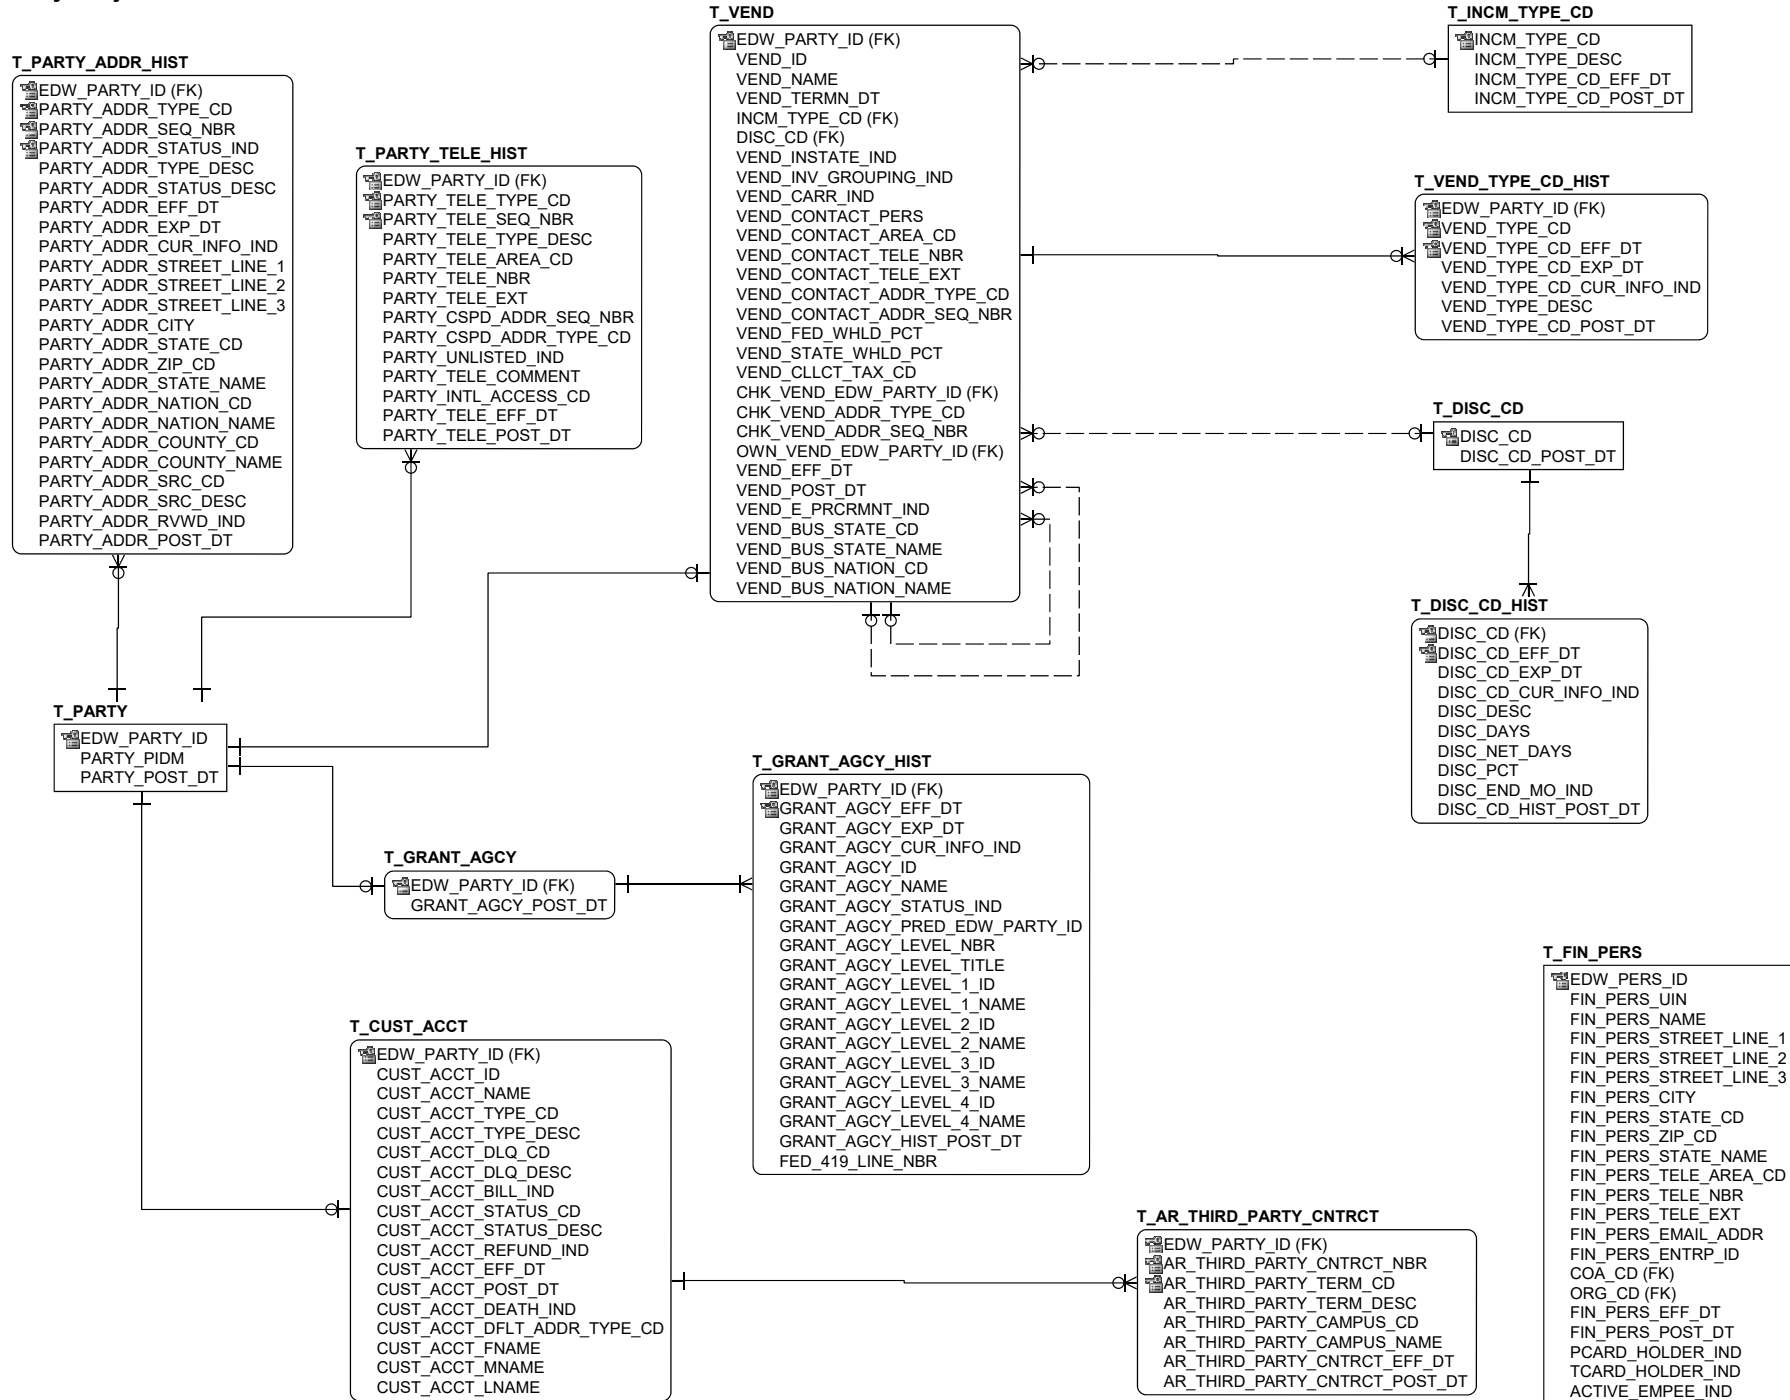 T_PARTY_ADDR_HIST
EDW_PARTY_ID (FK)
PARTY_ADDR_TYPE_CD
PARTY_ADDR_SEQ_NBR
PARTY_ADDR_STATUS_IND
PARTY_ADDR_TYPE_DESC
PARTY_ADDR_STATUS_DESC
PARTY_ADDR_EFF_DT
PARTY_ADDR_EXP_DT
PARTY_ADDR_CUR_INFO_IND
PARTY_ADDR_STREET_LINE_1
PARTY_ADDR_STREET_LINE_2
PARTY_ADDR_STREET_LINE_3
PARTY_ADDR_CITY
PARTY_ADDR_STATE_CD
PARTY_ADDR_ZIP_CD
PARTY_ADDR_STATE_NAME
PARTY_ADDR_NATION_CD
PARTY_ADDR_NATION_NAME
PARTY_ADDR_COUNTY_CD
PARTY_ADDR_COUNTY_NAME
PARTY_ADDR_SRC_CD
PARTY_ADDR_SRC_DESC
PARTY_ADDR_RVWD_IND
PARTY_ADDR_POST_DT
T_PARTY_TELE_HIST
EDW_PARTY_ID (FK)
PARTY_TELE_TYPE_CD
PARTY_TELE_SEQ_NBR
PARTY_TELE_TYPE_DESC
PARTY_TELE_AREA_CD
PARTY_TELE_NBR
PARTY_TELE_EXT
PARTY_CSPD_ADDR_SEQ_NBR
PARTY_CSPD_ADDR_TYPE_CD
PARTY_UNLISTED_IND
PARTY_TELE_COMMENT
PARTY_INTL_ACCESS_CD
PARTY_TELE_EFF_DT
PARTY_TELE_POST_DT
T_VEND
EDW_PARTY_ID (FK)
VEND_ID
VEND_NAME
VEND_TERMN_DT
INCM_TYPE_CD (FK)
DISC_CD (FK)
VEND_INSTATE_IND
VEND_INV_GROUPING_IND
VEND_CARR_IND
VEND_CONTACT_PERS
VEND_CONTACT_AREA_CD
VEND_CONTACT_TELE_NBR
VEND_CONTACT_TELE_EXT
VEND_CONTACT_ADDR_TYPE_CD
VEND_CONTACT_ADDR_SEQ_NBR
VEND_FED_WHLD_PCT
VEND_STATE_WHLD_PCT
VEND_CLLCT_TAX_CD
CHK_VEND_EDW_PARTY_ID (FK)
CHK_VEND_ADDR_TYPE_CD
CHK_VEND_ADDR_SEQ_NBR
OWN_VEND_EDW_PARTY_ID (FK)
VEND_EFF_DT
VEND_POST_DT
VEND_E_PRCRMNT_IND
VEND_BUS_STATE_CD
VEND_BUS_STATE_NAME
VEND_BUS_NATION_CD
VEND_BUS_NATION_NAME
T_INCM_TYPE_CD
INCM_TYPE_CD
INCM_TYPE_DESC
INCM_TYPE_CD_EFF_DT
INCM_TYPE_CD_POST_DT
T_VEND_TYPE_CD_HIST
EDW_PARTY_ID (FK)
VEND_TYPE_CD
VEND_TYPE_CD_EFF_DT
VEND_TYPE_CD_EXP_DT
VEND_TYPE_CD_CUR_INFO_IND
VEND_TYPE_DESC
VEND_TYPE_CD_POST_DT
T_DISC_CD
DISC_CD
DISC_CD_POST_DT
T_DISC_CD_HIST
DISC_CD (FK)
DISC_CD_EFF_DT
DISC_CD_EXP_DT
DISC_CD_CUR_INFO_IND
DISC_DESC
DISC_DAYS
DISC_NET_DAYS
DISC_PCT
DISC_END_MO_IND
DISC_CD_HIST_POST_DT
T_PARTY
EDW_PARTY_ID
PARTY_PIDM
PARTY_POST_DT
T_GRANT_AGCY
EDW_PARTY_ID (FK)
GRANT_AGCY_POST_DT
T_GRANT_AGCY_HIST
EDW_PARTY_ID (FK)
GRANT_AGCY_EFF_DT
GRANT_AGCY_EXP_DT
GRANT_AGCY_CUR_INFO_IND
GRANT_AGCY_ID
GRANT_AGCY_NAME
GRANT_AGCY_STATUS_IND
GRANT_AGCY_PRED_EDW_PARTY_ID
GRANT_AGCY_LEVEL_NBR
GRANT_AGCY_LEVEL_TITLE
GRANT_AGCY_LEVEL_1_ID
GRANT_AGCY_LEVEL_1_NAME
GRANT_AGCY_LEVEL_2_ID
GRANT_AGCY_LEVEL_2_NAME
GRANT_AGCY_LEVEL_3_ID
GRANT_AGCY_LEVEL_3_NAME
GRANT_AGCY_LEVEL_4_ID
GRANT_AGCY_LEVEL_4_NAME
GRANT_AGCY_HIST_POST_DT
FED_419_LINE_NBR
T_CUST_ACCT
EDW_PARTY_ID (FK)
CUST_ACCT_ID
CUST_ACCT_NAME
CUST_ACCT_TYPE_CD
CUST_ACCT_TYPE_DESC
CUST_ACCT_DLQ_CD
CUST_ACCT_DLQ_DESC
CUST_ACCT_BILL_IND
CUST_ACCT_STATUS_CD
CUST_ACCT_STATUS_DESC
CUST_ACCT_REFUND_IND
CUST_ACCT_EFF_DT
CUST_ACCT_POST_DT
CUST_ACCT_DEATH_IND
CUST_ACCT_DFLT_ADDR_TYPE_CD
CUST_ACCT_FNAME
CUST_ACCT_MNAME
CUST_ACCT_LNAME
T_AR_THIRD_PARTY_CNTRCT
EDW_PARTY_ID (FK)
AR_THIRD_PARTY_CNTRCT_NBR
AR_THIRD_PARTY_TERM_CD
AR_THIRD_PARTY_TERM_DESC
AR_THIRD_PARTY_CAMPUS_CD
AR_THIRD_PARTY_CAMPUS_NAME
AR_THIRD_PARTY_CNTRCT_EFF_DT
AR_THIRD_PARTY_CNTRCT_POST_DT
T_FIN_PERS
EDW_PERS_ID
FIN_PERS_UIN
FIN_PERS_NAME
FIN_PERS_STREET_LINE_1
FIN_PERS_STREET_LINE_2
FIN_PERS_STREET_LINE_3
FIN_PERS_CITY
FIN_PERS_STATE_CD
FIN_PERS_ZIP_CD
FIN_PERS_STATE_NAME
FIN_PERS_TELE_AREA_CD
FIN_PERS_TELE_NBR
FIN_PERS_TELE_EXT
FIN_PERS_EMAIL_ADDR
FIN_PERS_ENTRP_ID
COA_CD (FK)
ORG_CD (FK)
FIN_PERS_EFF_DT
FIN_PERS_POST_DT
PCARD_HOLDER_IND
TCARD_HOLDER_IND
ACTIVE_EMPEE_IND